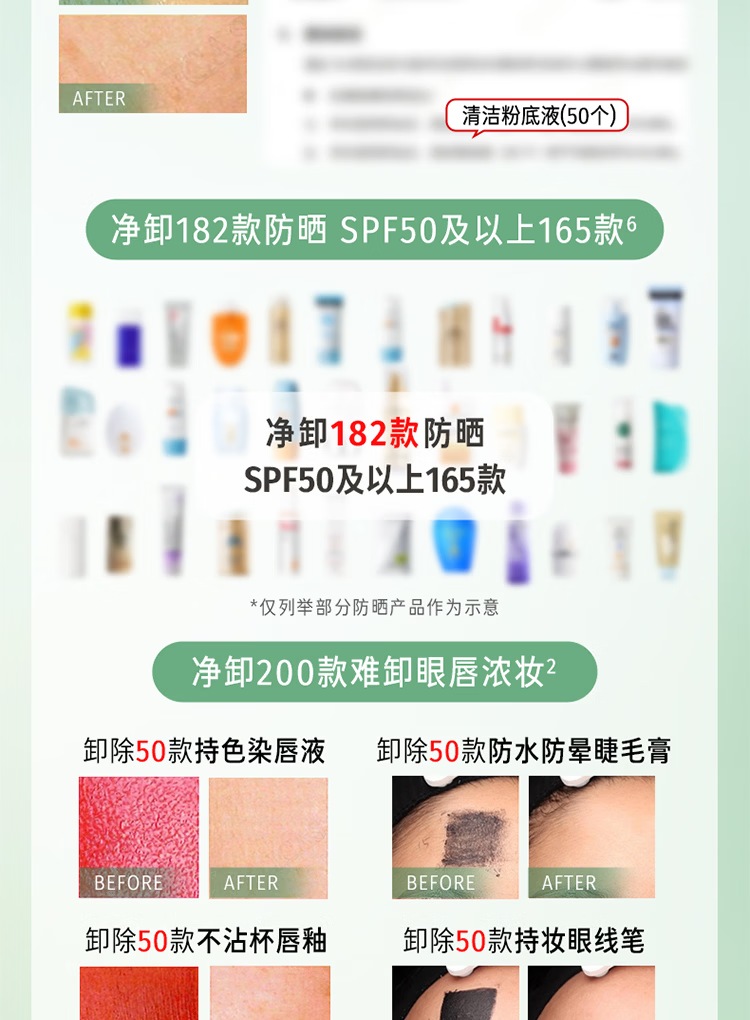 AFTER
清洁粉底液(50个)
净卸182款防晒 SPF50及以上165款6
净卸182款防晒
SPF50及以上165款
*仅列举部分防晒产品作为示意
净卸200款难卸眼唇浓妆2
卸除50款持色染唇液
卸除50款防水防晕睫毛膏
BEFORE
AFTER
BEFORE
AFTER
卸除50款不沾杯唇釉
卸除50款持妆眼线笔